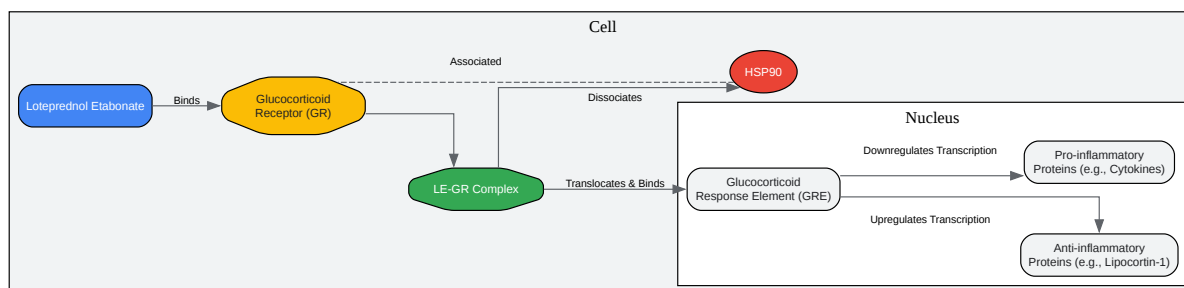 Cell
Associated
HSP90
Loteprednol Etabonate
Binds
Glucocorticoid
Receptor (GR)
Dissociates
Nucleus
Downregulates Transcription
Pro-inflammatory
Proteins (e.g., Cytokines)
LE-GR Complex
Translocates & Binds
Glucocorticoid
Response Element (GRE)
Upregulates Transcription
Anti-inflammatory
Proteins (e.g., Lipocortin-1)